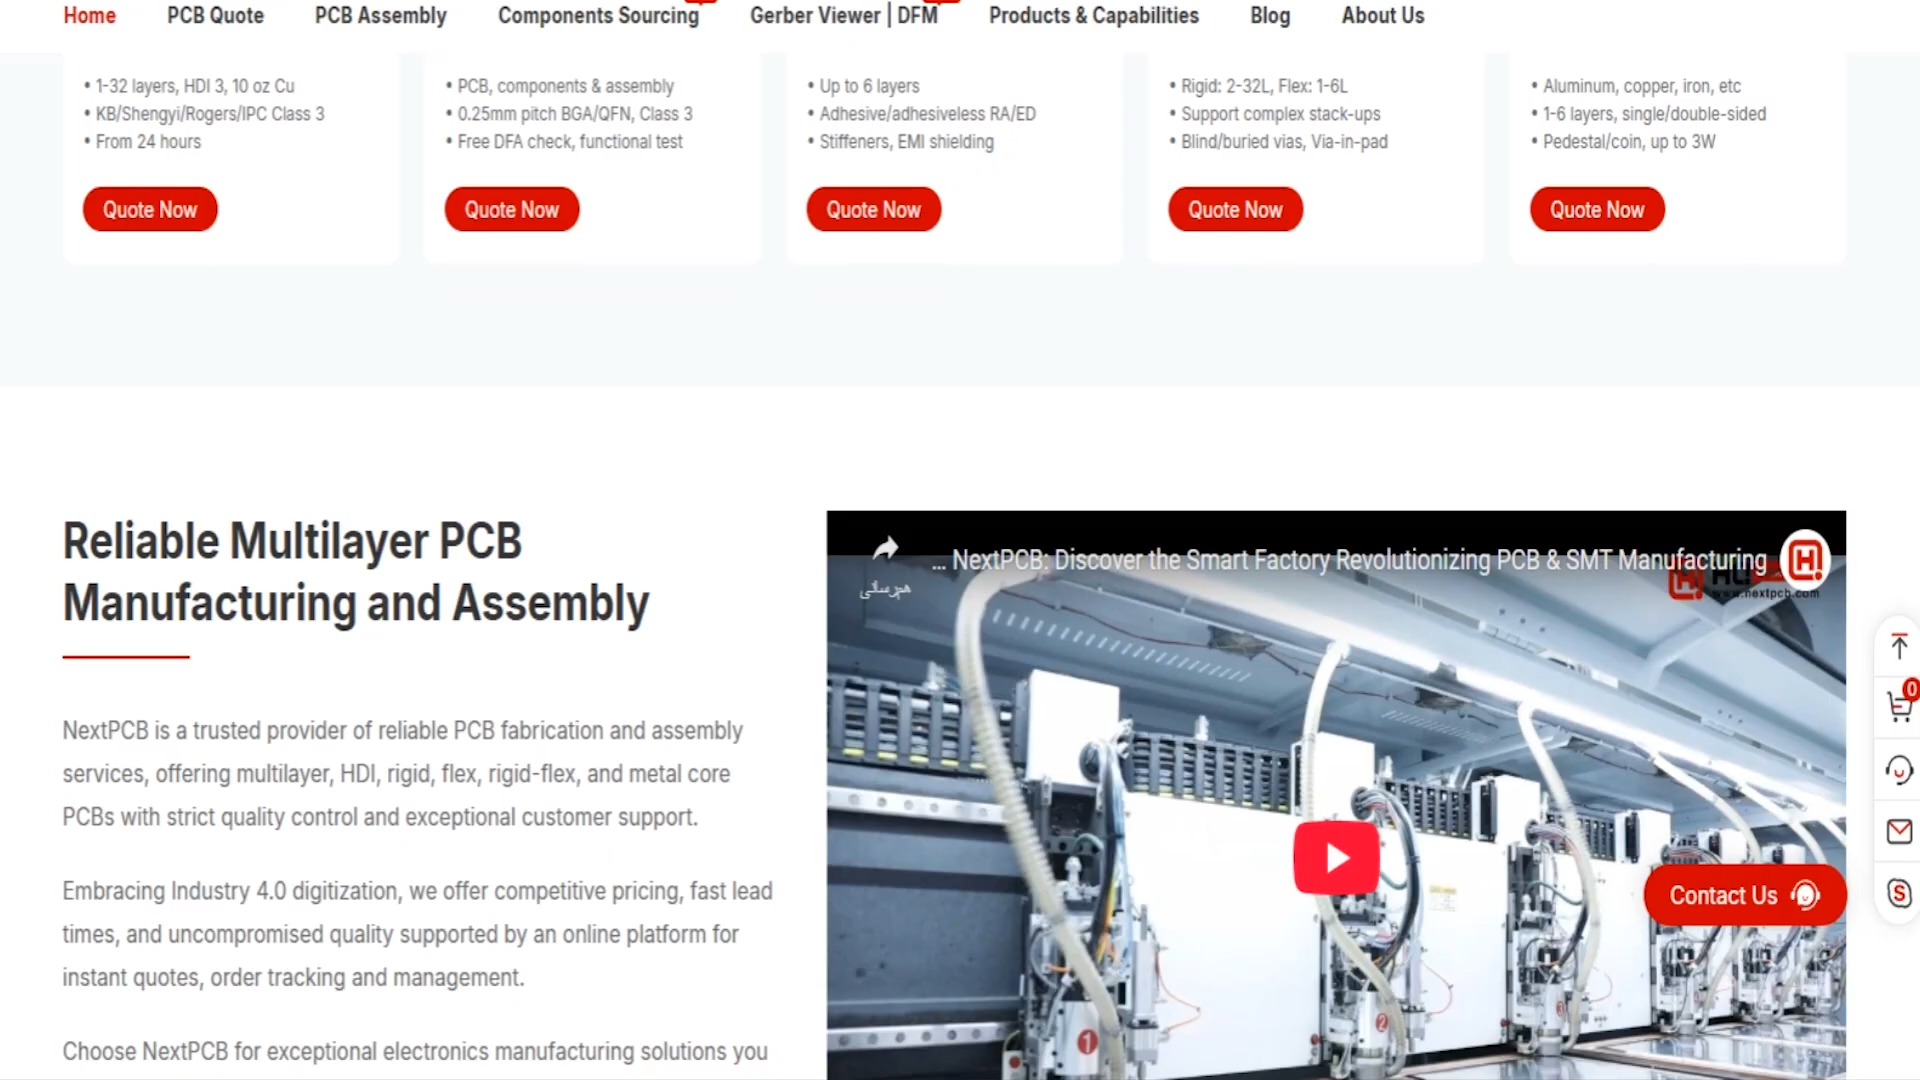 Home PCB Quote PCB Assembly Components Sourcing Gerber Viewer | DFM Products & Capabilities Blog About Us
• 1-32 layers, HDI 3, 10 oz Cu
• KB/Shengyi/Rogers/IPC Class 3
• From 24 hours
Quote Now
• PCB, components & assembly
• 0.25mm pitch BGA/QFN, Class 3
• Free DFA check, functional test
Quote Now
• Up to 6 layers
• Adhesive/adhesiveless RA/ED
• Stiffeners, EMI shielding
Quote Now
• Rigid: 2-32L, Flex: 1-6L
• Support complex stack-ups
• Blind/buried vias, Via-in-pad
Quote Now
• Aluminum, copper, iron, etc
• 1-6 layers, single/double-sided
• Pedestal/coin, up to 3W
Quote Now
Reliable Multilayer PCB
Manufacturing and Assembly
NextPCB is a trusted provider of reliable PCB fabrication and assembly
services, offering multilayer, HDI, rigid, flex, rigid-flex, and metal core
PCBs with strict quality control and exceptional customer support.
Embracing Industry 4.0 digitization, we offer competitive pricing, fast lead
times, and uncompromised quality supported by an online platform for
instant quotes, order tracking and management.
Choose NextPCB for exceptional electronics manufacturing solutions you
... NextPCB: Discover the Smart Factory Revolutionizing PCB & SMT Manufacturing
هم‌رسانی
www.nextpcb.com
1
2
3
0
Contact Us